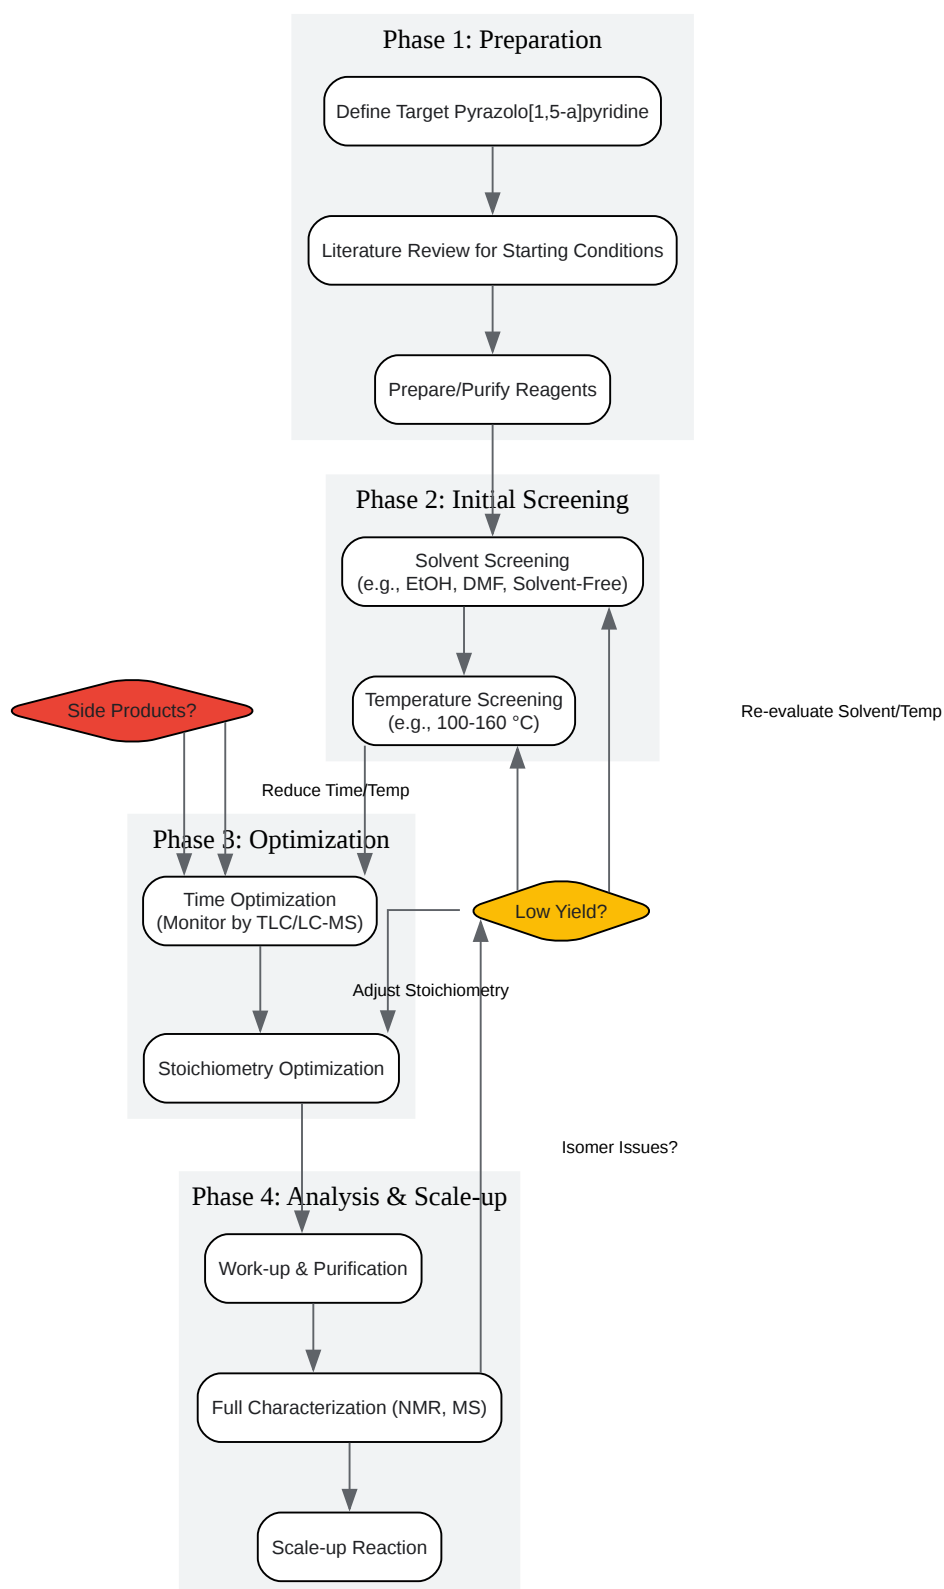 Phase 1: Preparation
Define Target Pyrazolo[1,5-a]pyridine
Literature Review for Starting Conditions
Prepare/Purify Reagents
Phase 2: Initial Screening
Solvent Screening
(e.g., EtOH, DMF, Solvent-Free)
Temperature Screening
(e.g., 100-160 °C)
Side Products?
Re-evaluate Solvent/Temp
Reduce Time/Temp
Phase 3: Optimization
Time Optimization
(Monitor by TLC/LC-MS)
Low Yield?
Adjust Stoichiometry
Stoichiometry Optimization
Isomer Issues?
Phase 4: Analysis & Scale-up
Work-up & Purification
Full Characterization (NMR, MS)
Scale-up Reaction